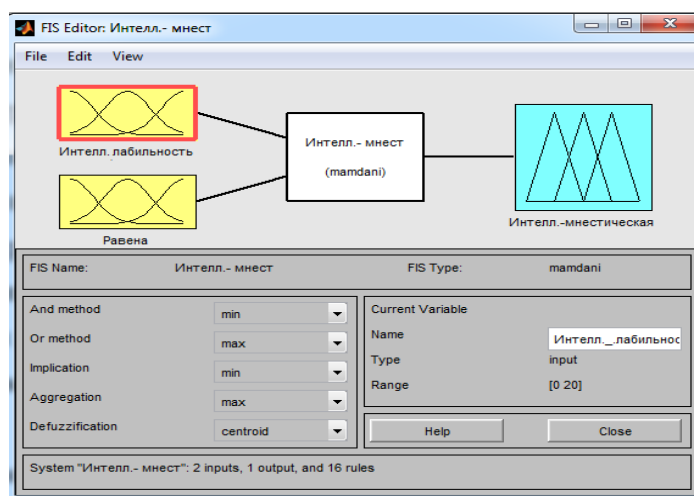 FIS Editor: Интелл.- мнест
File Edit View
Интелл. лабильность
Равена
Интелл.- мнест
(mamdani)
Интелл.-мнестическая
FIS Name: Интелл.- мнест FIS Type: mamdani
And method min
Or method max
Implication min
Aggregation max
Defuzzification centroid
Current Variable
Name Интелл._.лабильнос
Type input
Range [0 20]
Help Close
System "Интелл.- мнест": 2 inputs, 1 output, and 16 rules